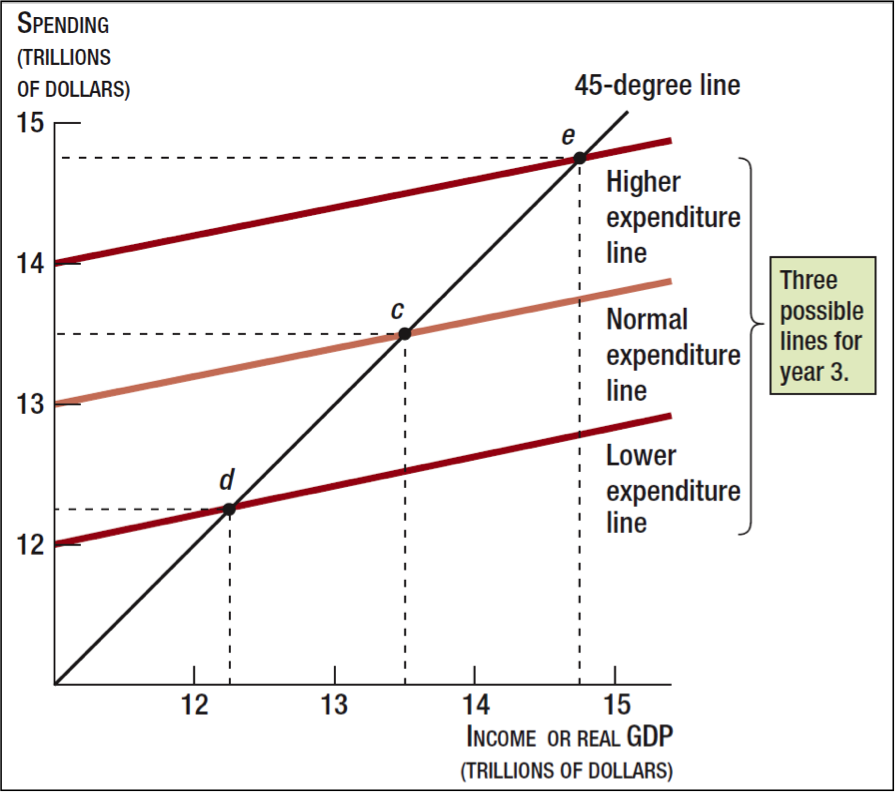 SPENDING
(TRILLIONS
OF DOLLARS)
45-degree line
15
e
Higher
expenditure
line
14
Three
possible
lines for
year 3.
c
Normal
expenditure
line
13
d
Lower
expenditure
line
12
12 13 14 15
INCOME OR REAL GDP
(TRILLIONS OF DOLLARS)